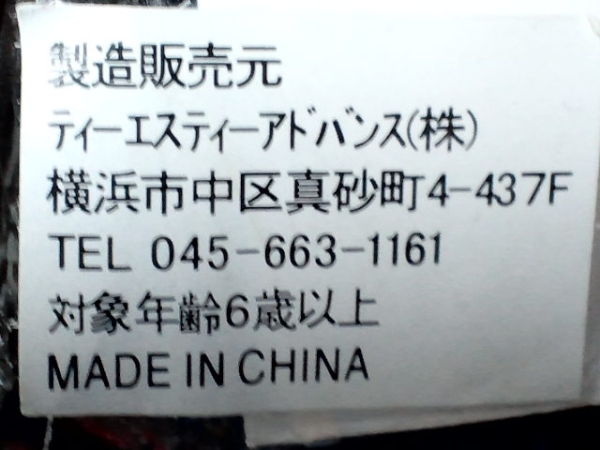 製造販売元
ティーエスティーアドバンス(株)
横浜市中区真砂町4-437F
TEL 045-663-1161
対象年齢6歳以上
MADE IN CHINA